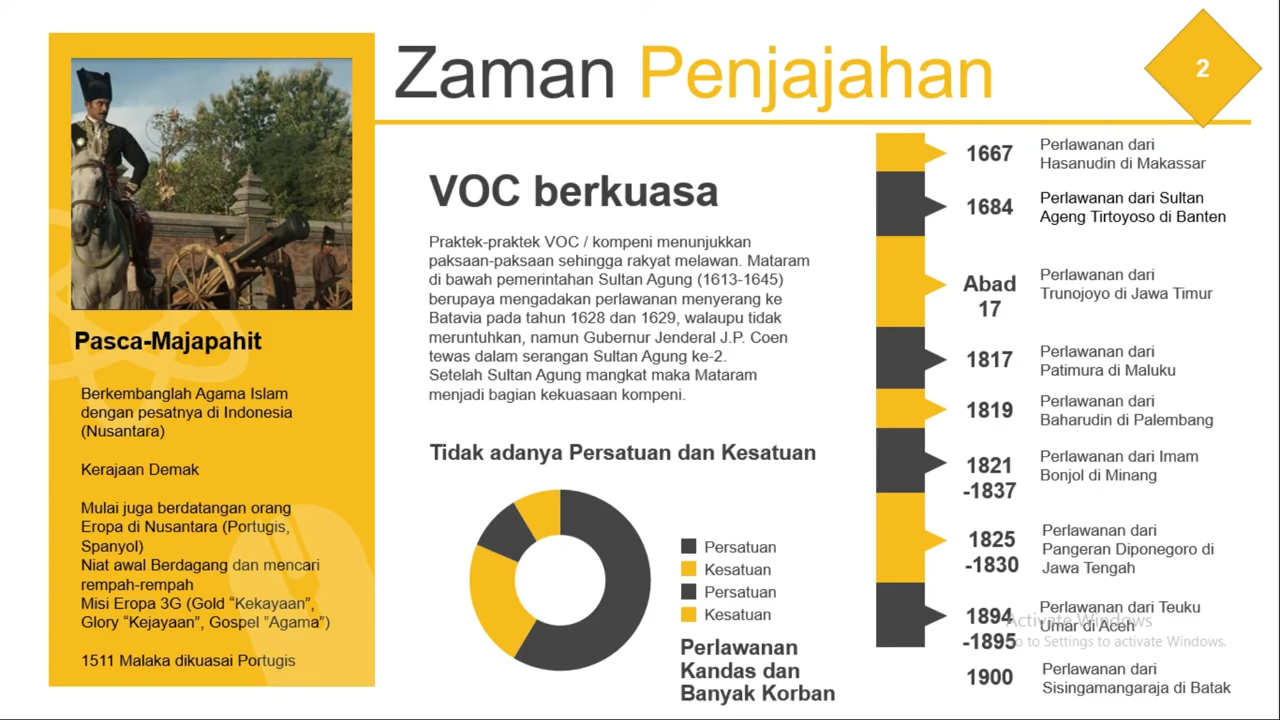 Zaman Penjajahan
2
Pasca-Majapahit
Berkembanglah Agama Islam
dengan pesatnya di Indonesia
(Nusantara)
Kerajaan Demak
Mulai juga berdatangan orang
Eropa di Nusantara (Portugis,
Spanyol)
Niat awal Berdagang dan mencari
rempah-rempah
Misi Eropa 3G (Gold “Kekayaan”,
Glory “Kejayaan”, Gospel ”Agama”)
1511 Malaka dikuasai Portugis
VOC berkuasa
Praktek-praktek VOC / kompeni menunjukkan
paksaan-paksaan sehingga rakyat melawan. Mataram
di bawah pemerintahan Sultan Agung (1613-1645)
berupaya mengadakan perlawanan menyerang ke
Batavia pada tahun 1628 dan 1629, walaupu tidak
meruntuhkan, namun Gubernur Jenderal J.P. Coen
tewas dalam serangan Sultan Agung ke-2.
Setelah Sultan Agung mangkat maka Mataram
menjadi bagian kekuasaan kompeni.
Tidak adanya Persatuan dan Kesatuan
Persatuan
Kesatuan
Persatuan
Kesatuan
Perlawanan
Kandas dan
Banyak Korban
1667
Perlawanan dari
Hasanudin di Makassar
1684
Perlawanan dari Sultan
Ageng Tirtoyoso di Banten
Abad
17
Perlawanan dari
Trunojoyo di Jawa Timur
1817
Perlawanan dari
Patimura di Maluku
1819
Perlawanan dari
Baharudin di Palembang
1821
-1837
Perlawanan dari Imam
Bonjol di Minang
1825
-1830
Perlawanan dari
Pangeran Diponegoro di
Jawa Tengah
1894
-1895
Perlawanan dari Teuku
Umar di Aceh
Activate Windows
Go to Settings to activate Windows.
1900
Perlawanan dari
Sisingamangaraja di Batak